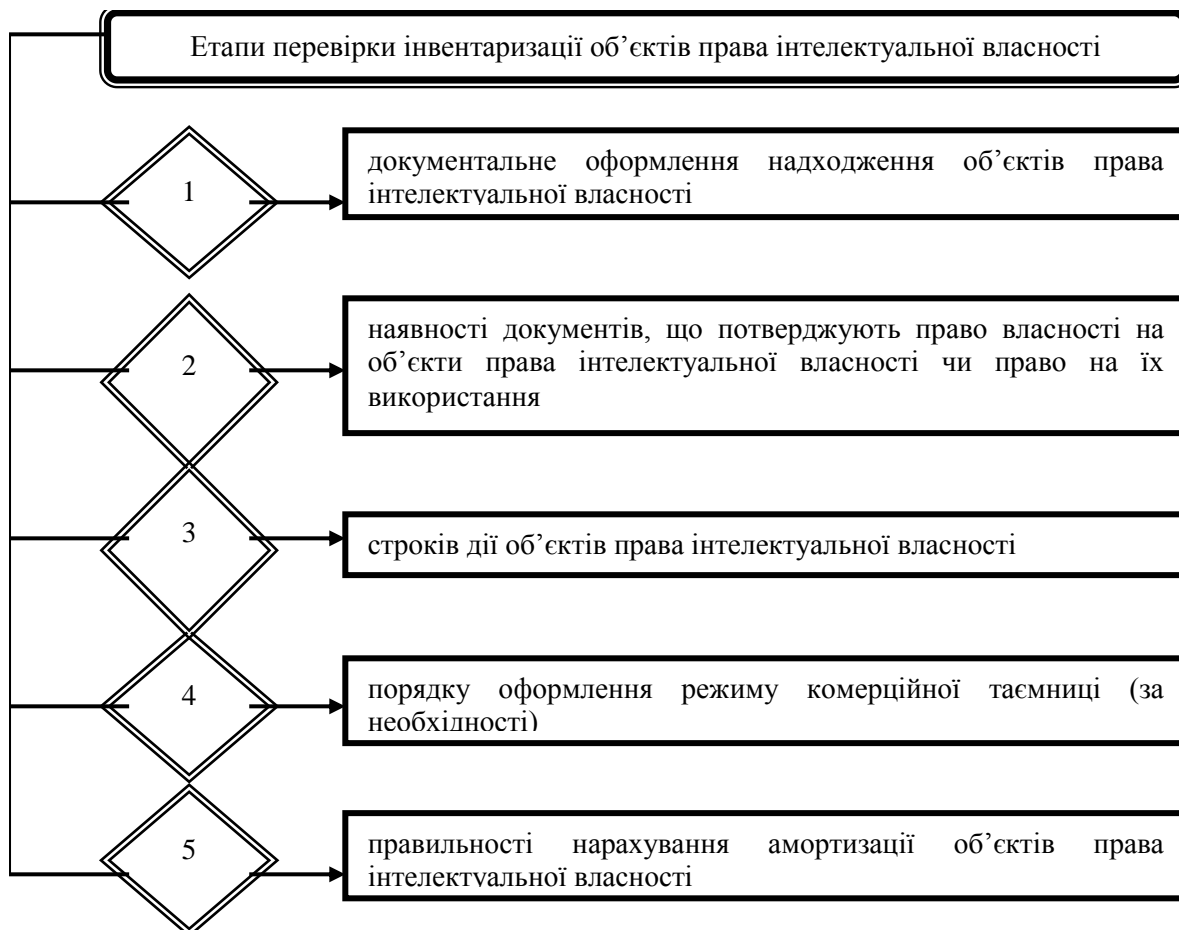 Етапи перевірки інвентаризації об’єктів права інтелектуальної власності
1
документальне оформлення надходження об’єктів права
інтелектуальної власності
2
наявності документів, що потверджують право власності на
об’єкти права інтелектуальної власності чи право на їх
використання
3
строків дії об’єктів права інтелектуальної власності
4
порядку оформлення режиму комерційної таємниці (за
необхідності)
5
правильності нарахування амортизації об’єктів права
інтелектуальної власності